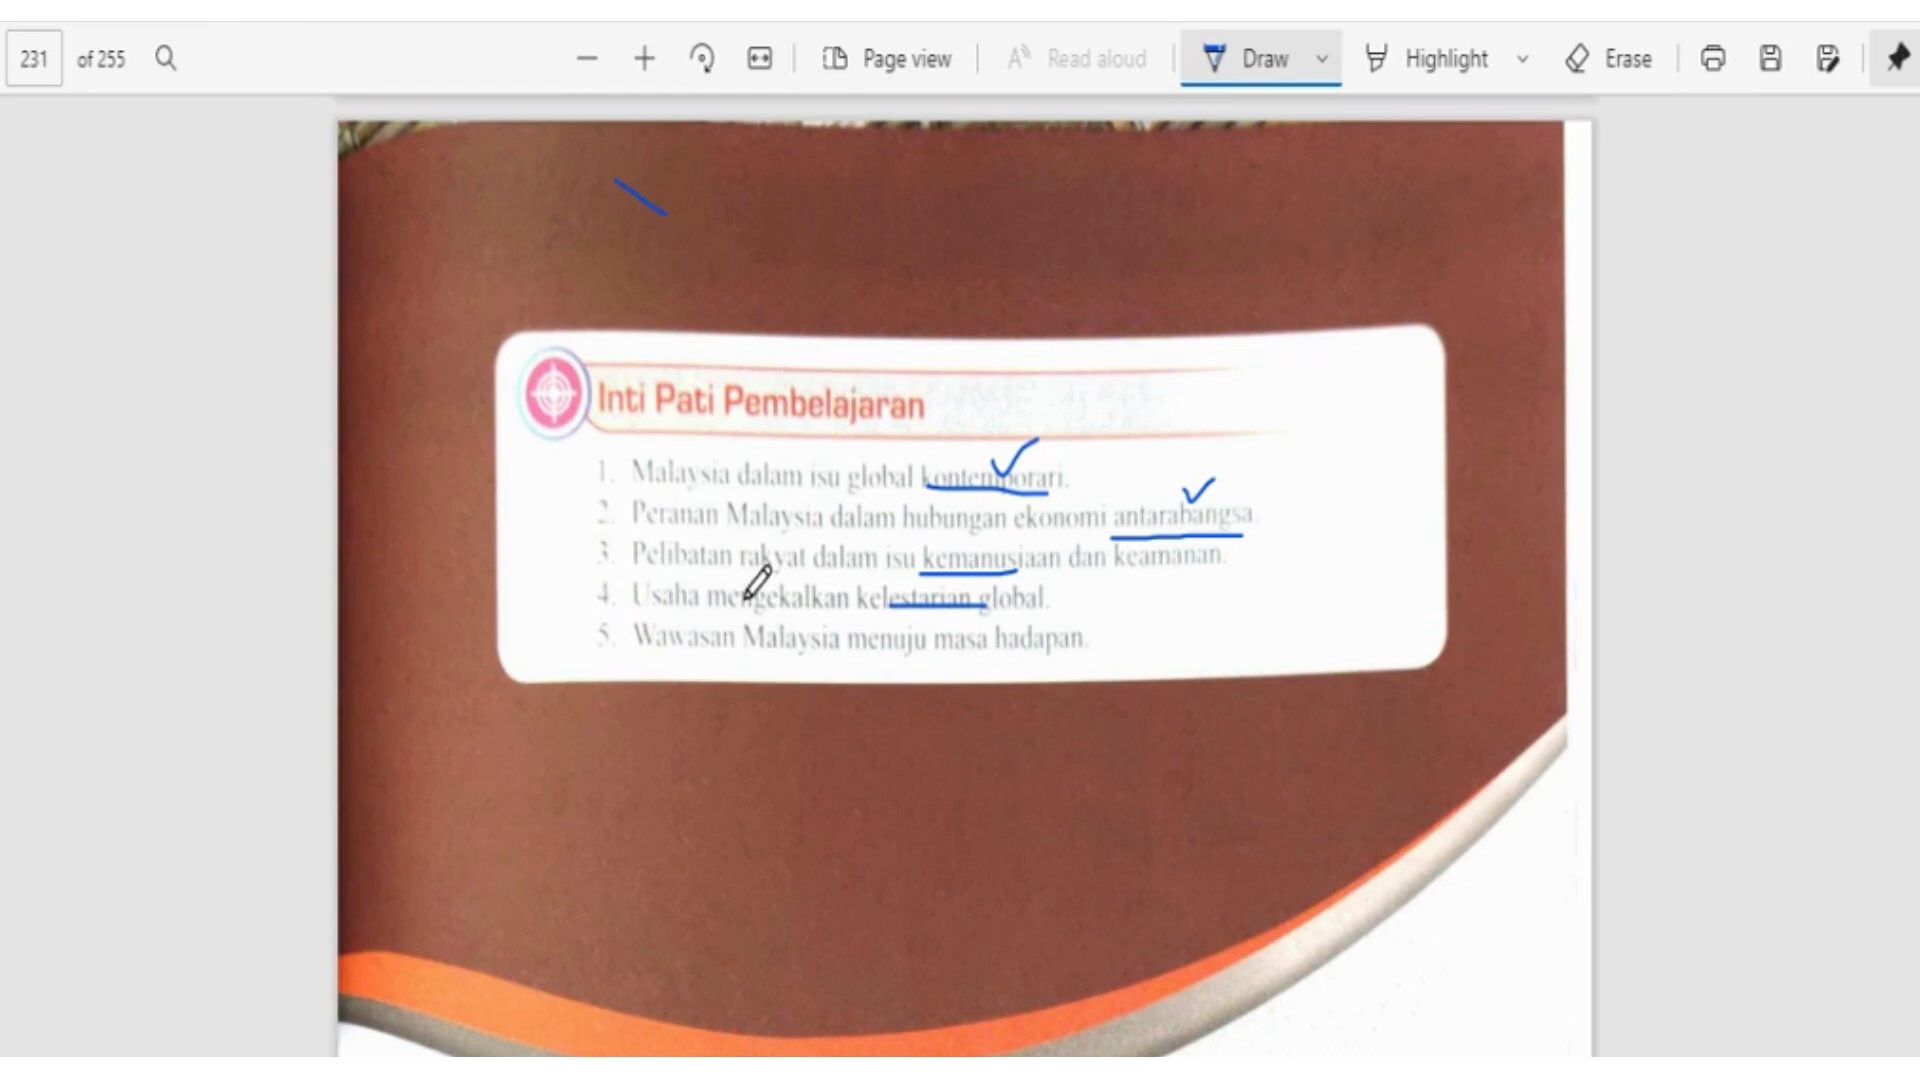 231 of 255 Page view Read aloud Draw Highlight Erase
Inti Pati Pembelajaran
1. Malaysia dalam isu global kontemporari.
2. Peranan Malaysia dalam hubungan ekonomi antarabangsa.
3. Pelibatan rakyat dalam isu kemanusiaan dan keamanan.
4. Usaha mengekalkan kelestarian global.
5. Wawasan Malaysia menuju masa hadapan.